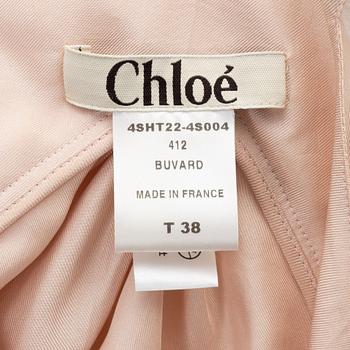 Chloé
4SHT22-4S004
412
BUVARD
MADE IN FRANCE
T 38